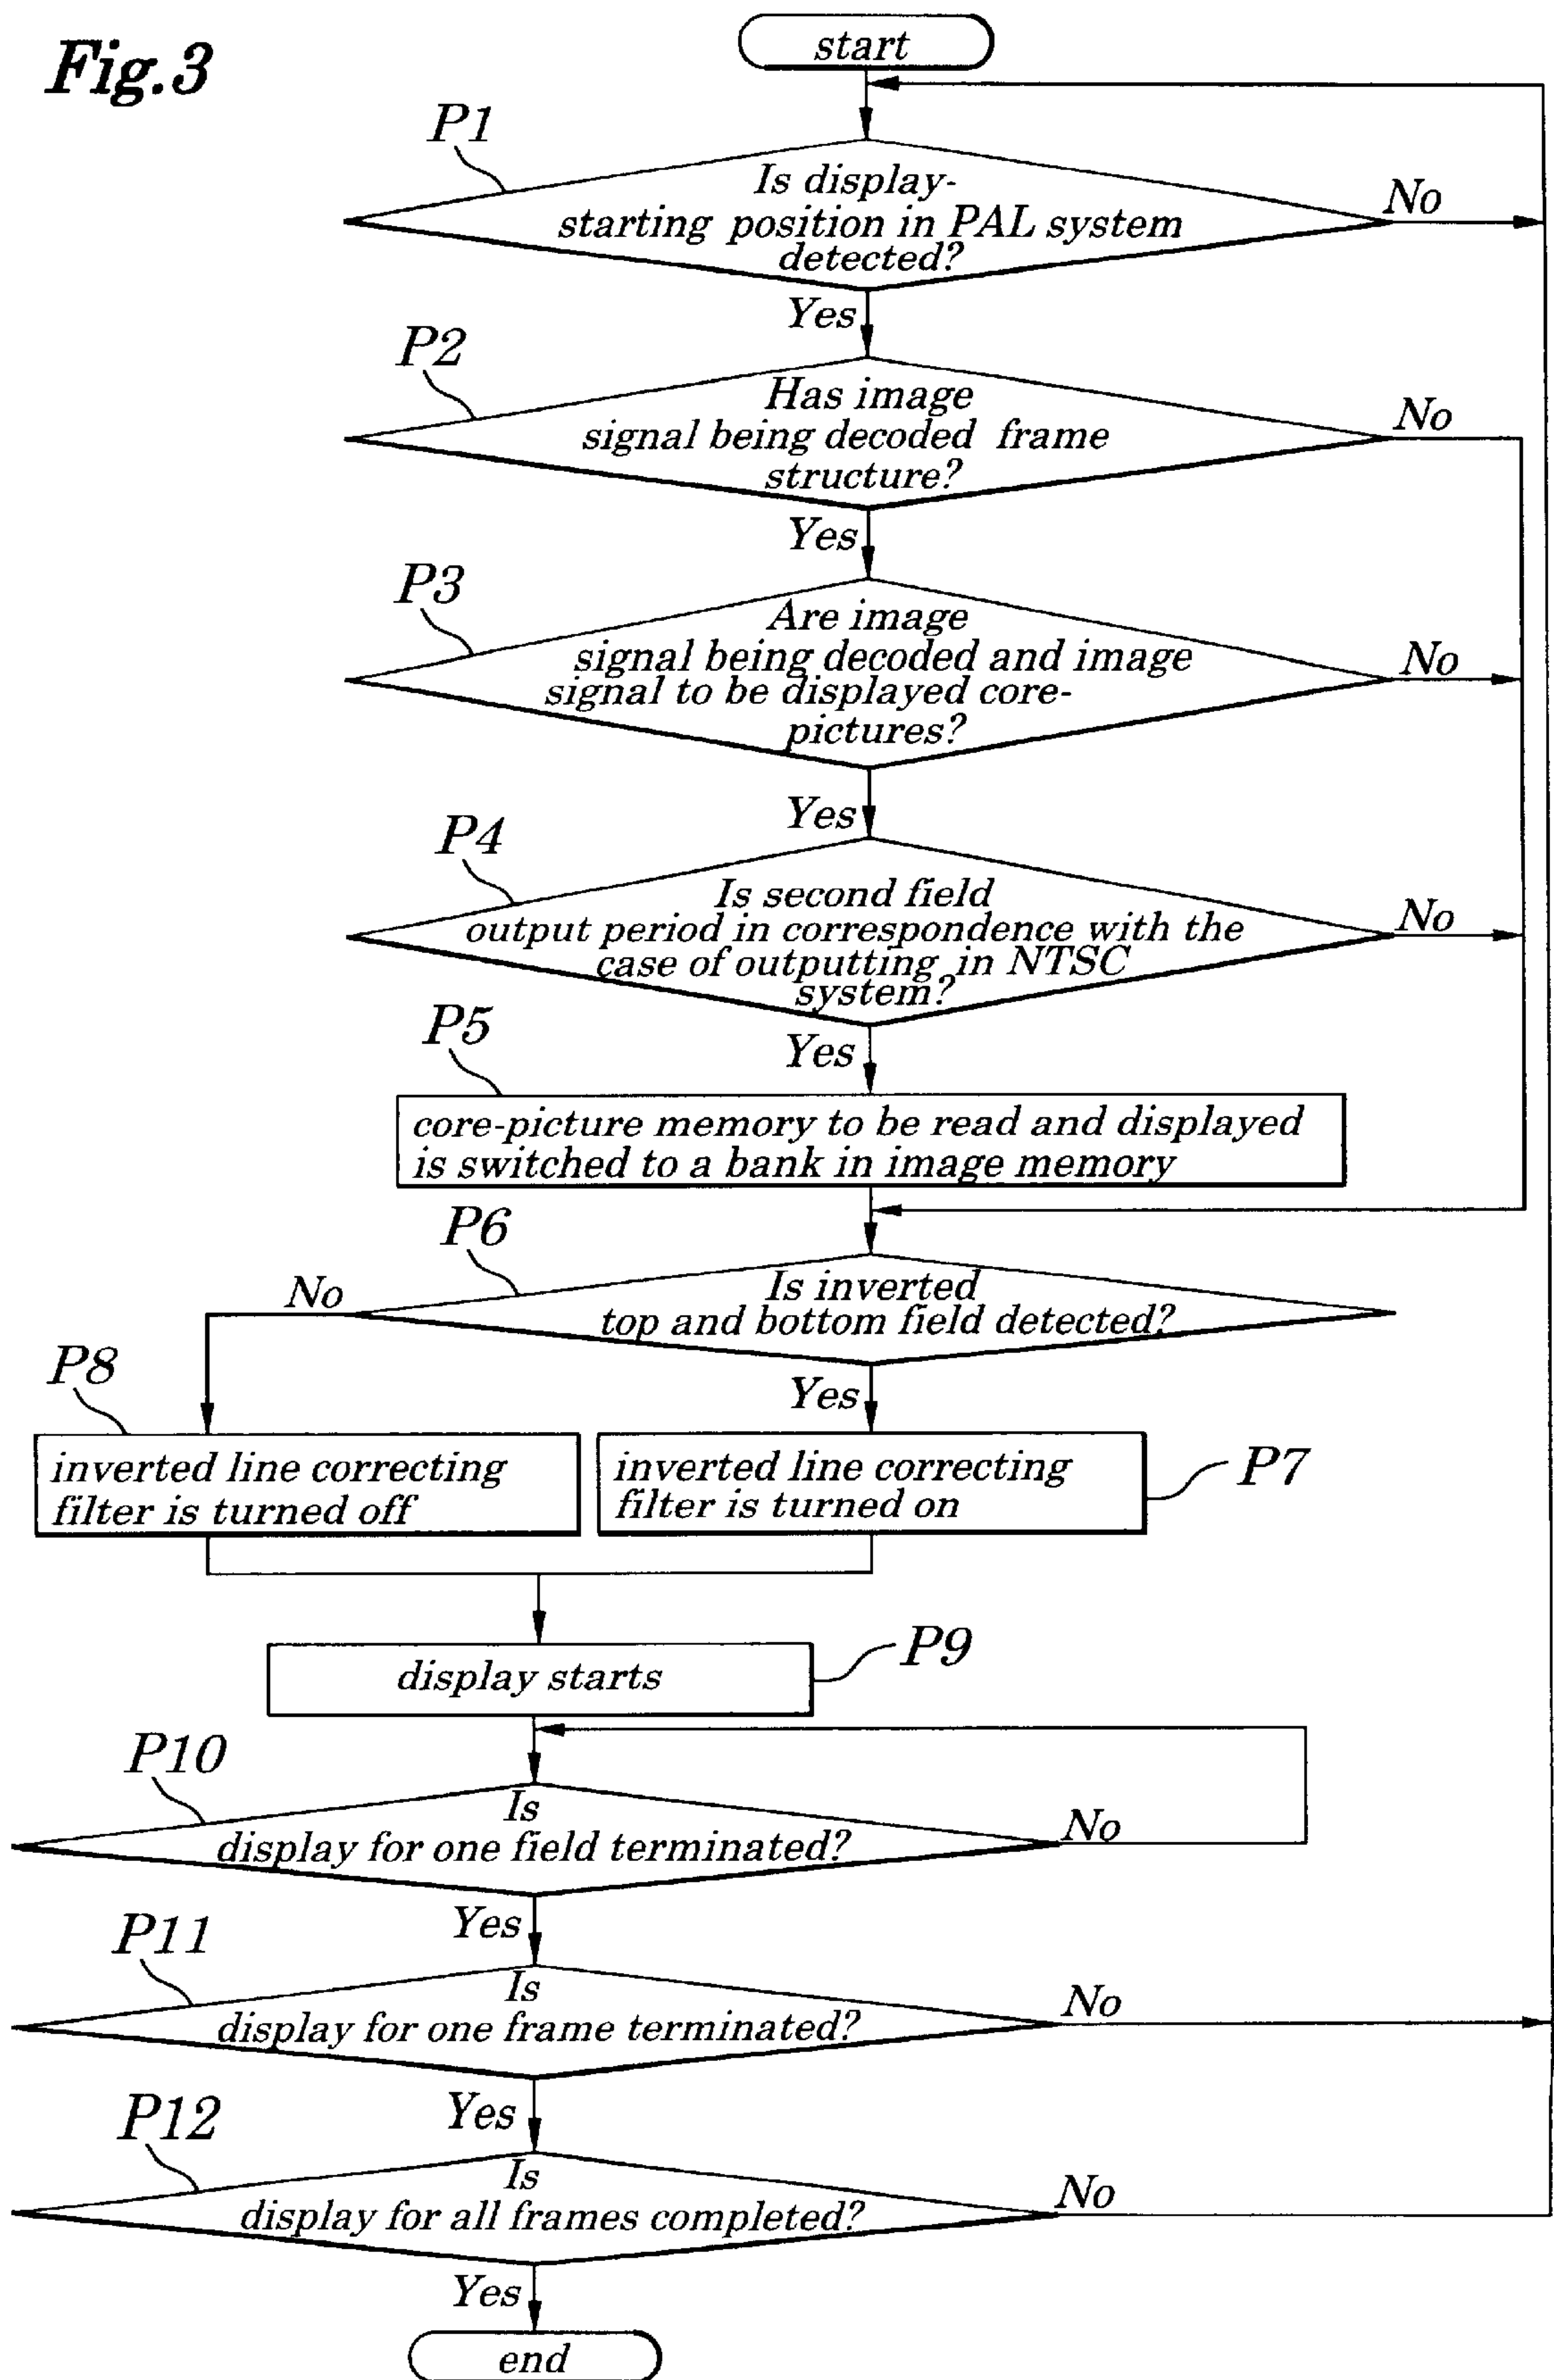 Fig.3
start
P1
Is display-
starting position in PAL system
detected?
No
Yes
P2
Has image
signal being decoded frame
structure?
No
Yes
P3
Are image
signal being decoded and image
signal to be displayed core-
pictures?
No
Yes
P4
Is second field
output period in correspondence with the
case of outputting in NTSC
system?
No
Yes
P5
core-picture memory to be read and displayed
is switched to a bank in image memory
P6
Is inverted
top and bottom field detected?
No
Yes
P8
inverted line correcting
filter is turned off
inverted line correcting
filter is turned on
P7
display starts
P9
P10
Is
display for one field terminated?
No
Yes
P11
Is
display for one frame terminated?
No
Yes
P12
Is
display for all frames completed?
No
Yes
end